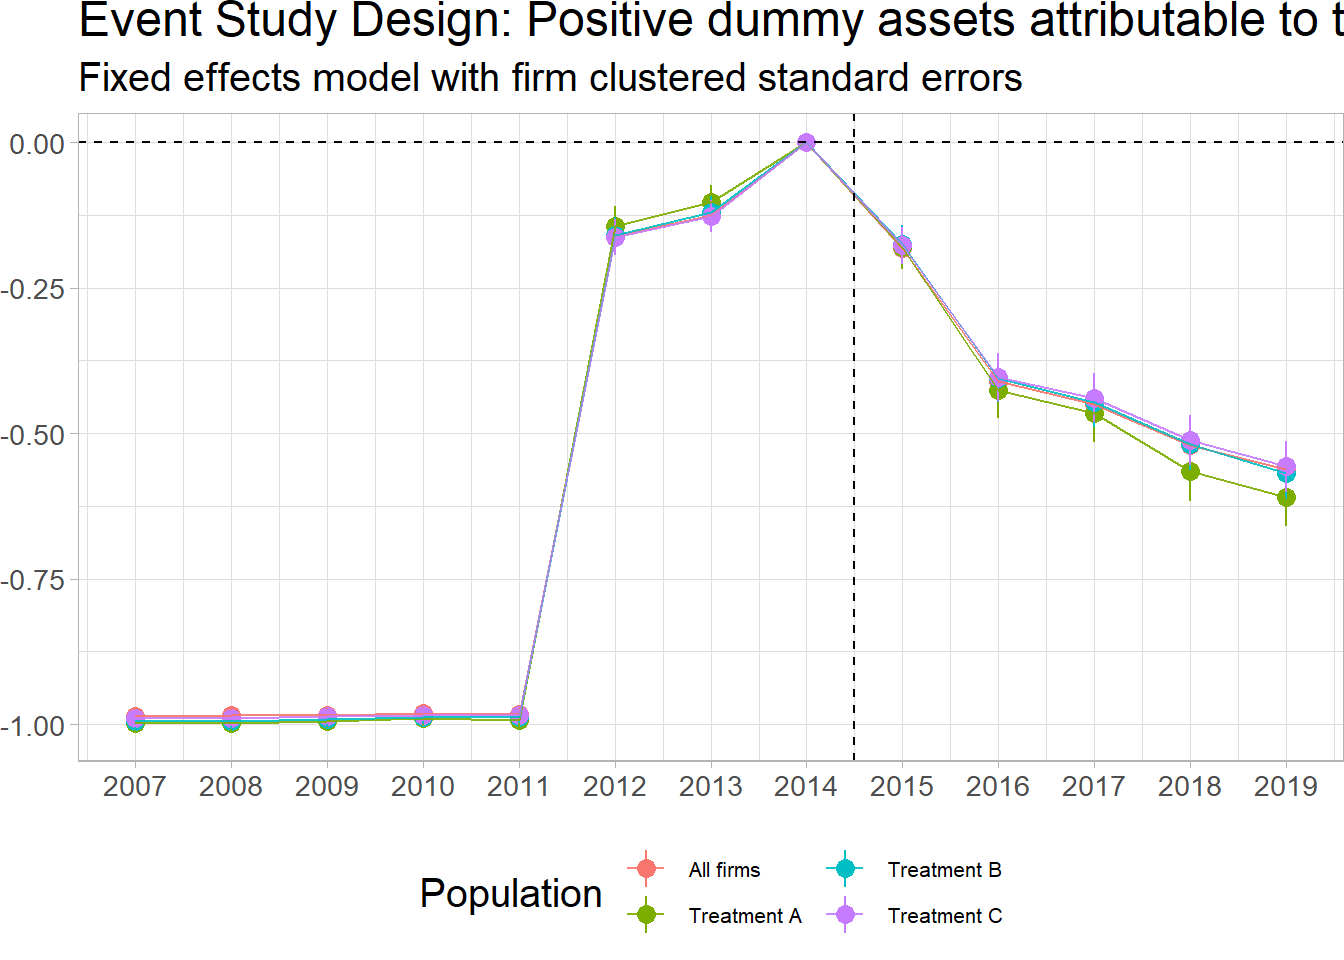 Event Study Design: Positive dummy assets attributable to t
Fixed effects model with firm clustered standard errors
0.00
-0.25
-0.50
-0.75
-1.00
2007 2008 2009 2010 2011 2012 2013 2014 2015 2016 2017 2018 2019
Population
All firms
Treatment A
Treatment B
Treatment C